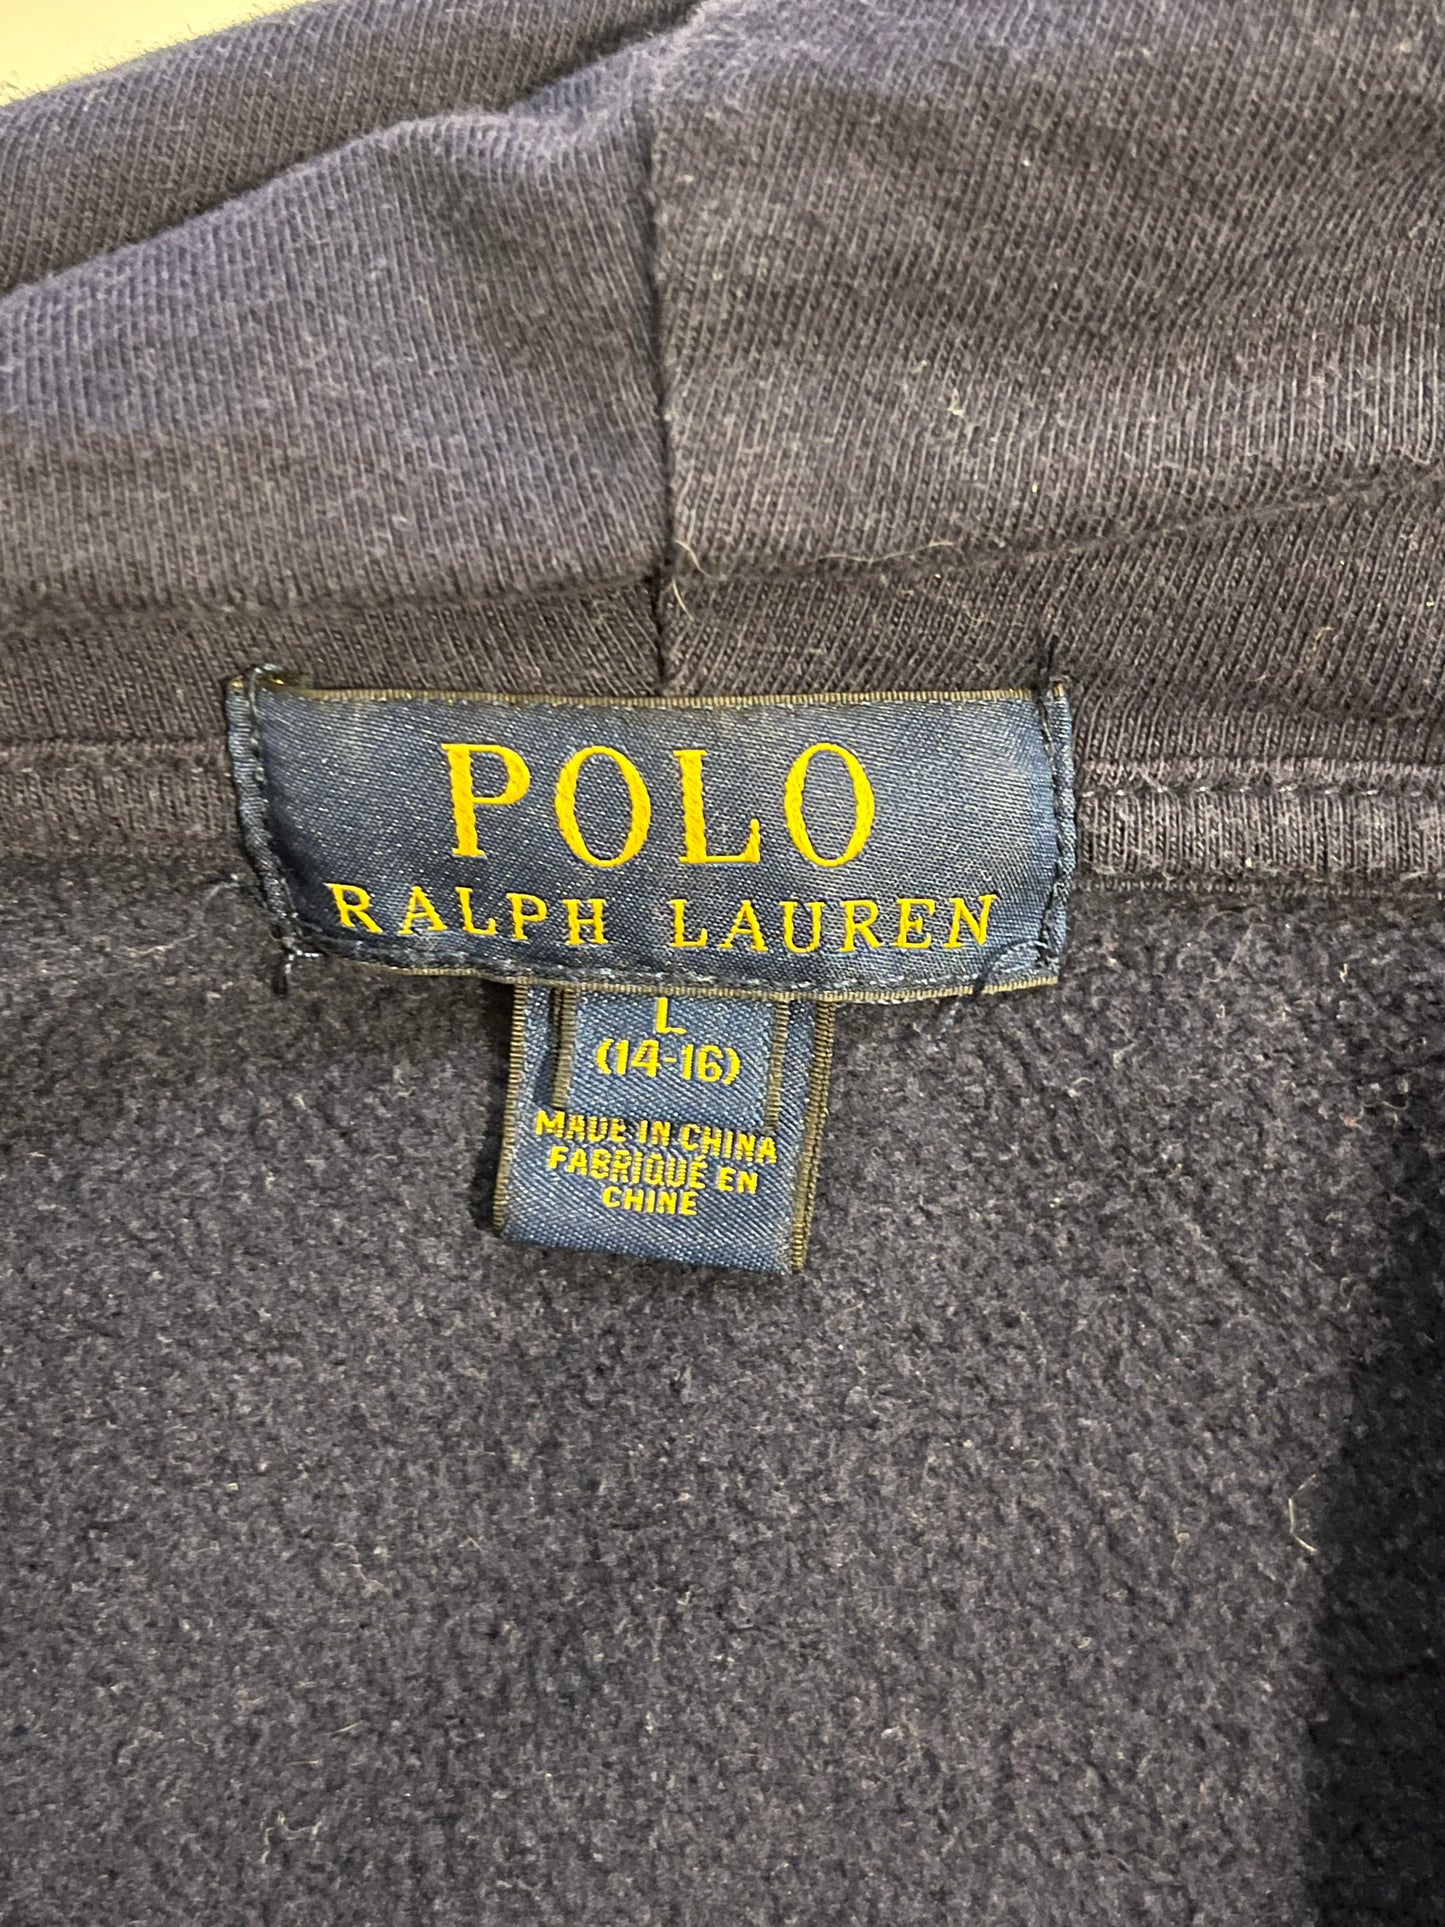 POLO
RALPH LAUREN
L
(14-16)
MADE IN CHINA
FABRIQUÉ EN
CHINE